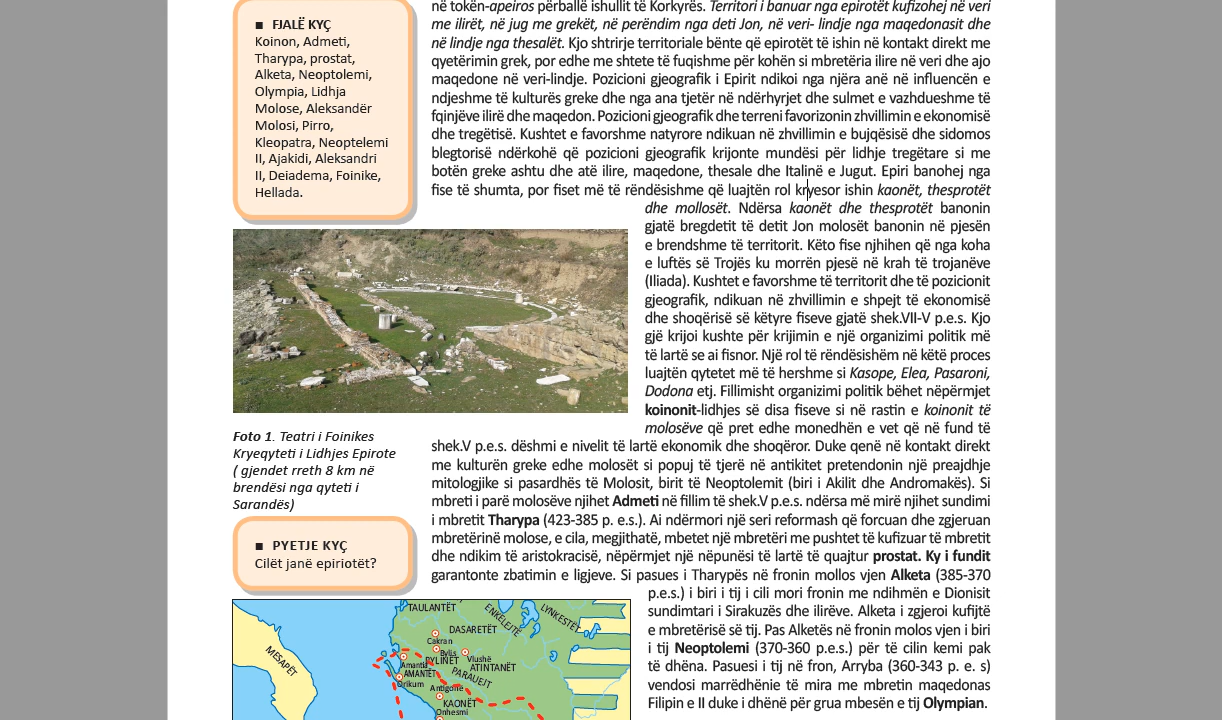 ■ FJALË KYÇ
Koinon, Admeti,
Tharypa, prostat,
Alketa, Neoptolemi,
Olympia, Lidhja
Molose, Aleksandër
Molosi, Pirro,
Kleopatra, Neoptelemi
II, Ajakidi, Aleksandri
II, Deiadema, Foinike,
Hellada.
në tokën-apeiros përballë ishullit të Korkyrës. Territori i banuar nga epirotët kufizohej në veri
me ilirët, në jug me grekët, në perëndim nga deti Jon, në veri- lindje nga maqedonasit dhe
në lindje nga thesalët. Kjo shtrirje territoriale bënte që epirotët të ishin në kontakt direkt me
qyetërimin grek, por edhe me shtete të fuqishme për kohën si mbretëria ilire në veri dhe ajo
maqedone në veri-lindje. Pozicioni gjeografik i Epirit ndikoi nga njëra anë në influencën e
ndjeshme të kulturës greke dhe nga ana tjetër në ndërhyrjet dhe sulmet e vazhdueshme të
fqinjëve ilirë dhe maqedon. Pozicioni gjeografik dhe terreni favorizonin zhvillimin e ekonomisë
dhe tregëtisë. Kushtet e favorshme natyrore ndikuan në zhvillimin e bujqësisë dhe sidomos
blegtorisë ndërkohë që pozicioni gjeografik krijonte mundësi për lidhje tregëtare si me
botën greke ashtu dhe atë ilire, maqedone, thesale dhe Italinë e Jugut. Epiri banohej nga
fise të shumta, por fiset më të rëndësishme që luajtën rol kryesor ishin kaonët, thesprotët
dhe mollosët. Ndërsa kaonët dhe thesprotët banonin
gjatë bregdetit të detit Jon molosët banonin në pjesën
e brendshme të territorit. Këto fise njhihen që nga koha
e luftës së Trojës ku morrën pjesë në krah të trojanëve
(Iliada). Kushtet e favorshme të territorit dhe të pozicionit
gjeografik, ndikuan në zhvillimin e shpejt të ekonomisë
dhe shoqërisë së këtyre fiseve gjatë shek.VII-V p.e.s. Kjo
gjë krijoi kushte për krijimin e një organizimi politik më
të lartë se ai fisnor. Një rol të rëndësishëm në këtë proces
luajtën qytetet më të hershme si Kasope, Elea, Pasaroni,
Dodona etj. Fillimisht organizimi politik bëhet nëpërmjet
koinonit-lidhjes së disa fiseve si në rastin e koinonit të
molosëve që pret edhe monedhën e vet që në fund të
shek.V p.e.s. dëshmi e nivelit të lartë ekonomik dhe shoqëror. Duke qenë në kontakt direkt
me kulturën greke edhe molosët si popuj të tjerë në antikitet pretendonin një preajdhje
mitologjike si pasardhës të Molosit, birit të Neoptolemit (biri i Akilit dhe Andromakës). Si
mbreti i parë molosëve njihet Admeti në fillim të shek.V p.e.s. ndërsa më mirë njihet sundimi
i mbretit Tharypa (423-385 p. e.s.). Ai ndërmori një seri reformash që forcuan dhe zgjeruan
mbretërinë molose, e cila, megjithatë, mbetet një mbretëri me pushtet të kufizuar të mbretit
dhe ndikim të aristokracisë, nëpërmjet një nëpunësi të lartë të quajtur prostat. Ky i fundit
garantonte zbatimin e ligjeve. Si pasues i Tharypës në fronin mollos vjen Alketa (385-370
p.e.s.) i biri i tij i cili mori fronin me ndihmën e Dionisit
sundimtari i Sirakuzës dhe ilirëve. Alketa i zgjeroi kufijtë
e mbretërisë së tij. Pas Alketës në fronin molos vjen i biri
i tij Neoptolemi (370-360 p.e.s.) për të cilin kemi pak
të dhëna. Pasuesi i tij në fron, Arryba (360-343 p. e. s)
vendosi marrëdhënie të mira me mbretin maqedonas
Filipin e II duke i dhënë për grua mbesën e tij Olympian.
Foto 1. Teatri i Foinikes
Kryeqyteti i Lidhjes Epirote
( gjendet rreth 8 km në
brendësi nga qyteti i
Sarandës)
■ PYETJE KYÇ
Cilët janë epiriotët?
TAULANTËT
ENKELEJTË
LYNKESTËT
DASARETËT
Cakran
Bylis
BYLINËT
Vlushë
ATINTANËT
Amantia
AMANTËT
Orikum
PARAUEJT
Antigone
KAONËT
Onhesmi
MESAPËT